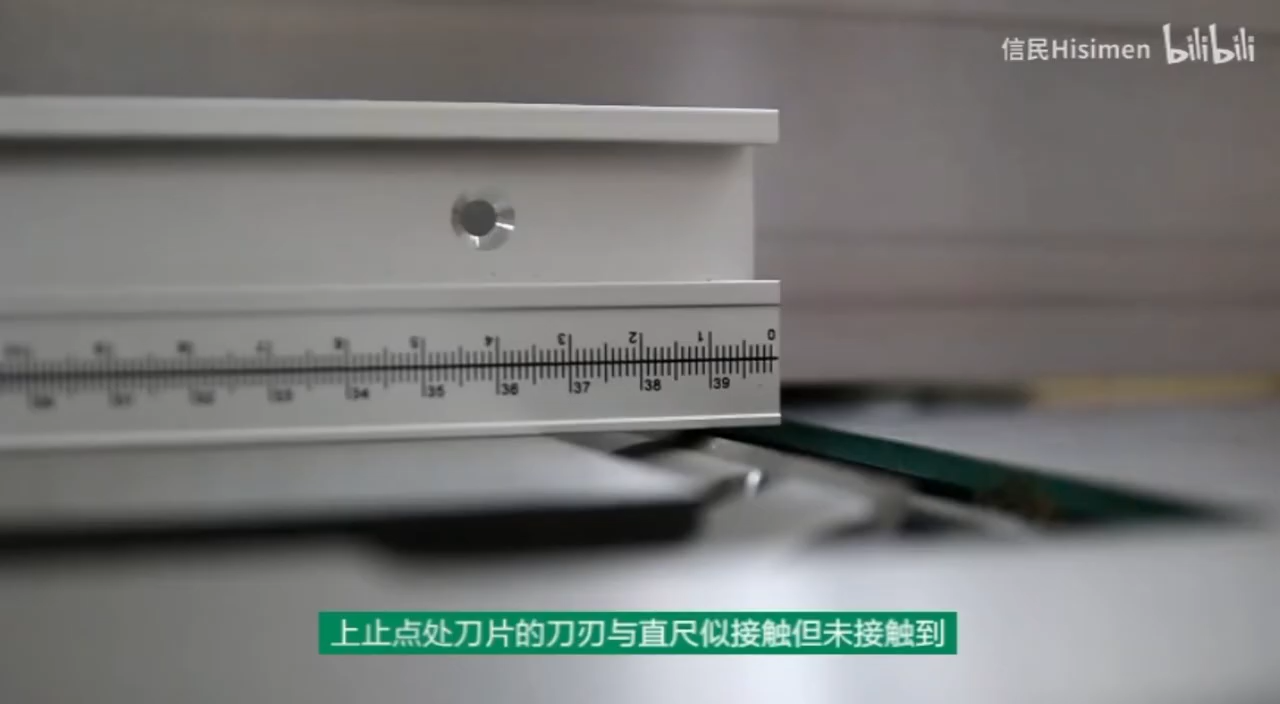 信民Hisimen bilibili
0 1 2 3 4 5
34 35 36 37 38 39
上止点处刀片的刀刃与直尺似接触但未接触到